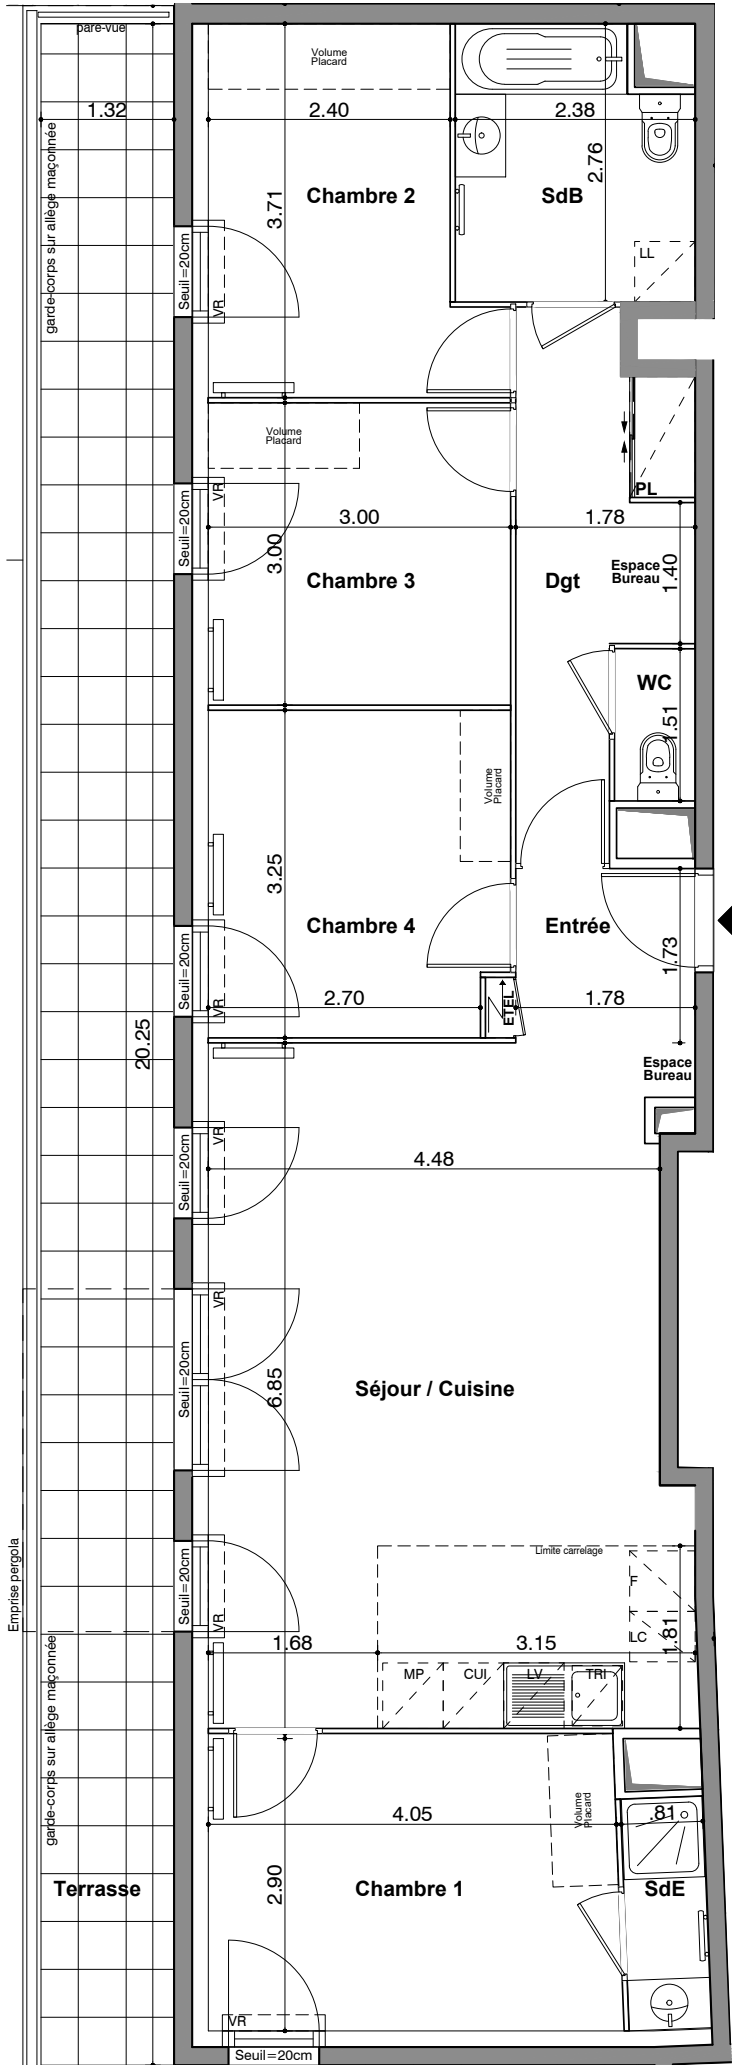 pare-vue
Volume
Placard
1.32
2.40
2.38
garde-corps sur allège maçonnée
2.76
3.71
Chambre 2
SdB
Seuil=20cm
VR
LL
Volume
Placard
VR
PL
Seuil=20cm
3.00
1.78
3.00
Chambre 3
Dgt
Espace
Bureau
1.40
WC
1.51
Volume
Placard
3.25
Chambre 4
Entrée
1.73
Seuil=20cm
VR
2.70
ETEL
1.78
20.25
Espace
Bureau
VR
Seuil=20cm
4.48
VR
Seuil=20cm
6.85
Séjour / Cuisine
Emprise pergola
Limite carrelage
Seuil=20cm
VR
F
LC
1.81
1.68
3.15
MP
CUI
LV
TRI
garde-corps sur allège maçonnée
4.05
Volume
Placard
.81
2.90
Terrasse
Chambre 1
SdE
VR
Seuil=20cm